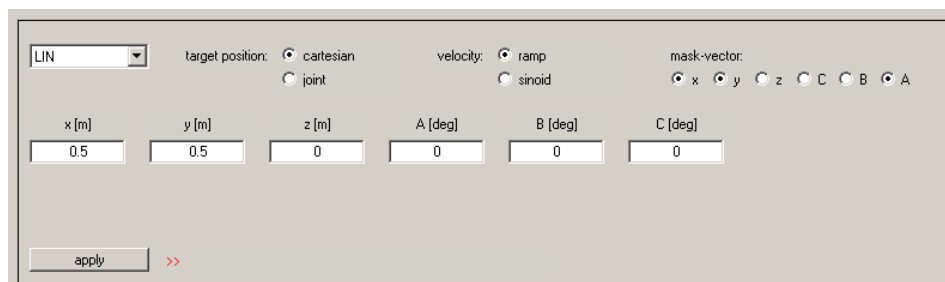 LIN target position: cartesian velocity: ramp mask-vector:
joint sinoid x y z C B A
x [m] y [m] z [m] A [deg] B [deg] C [deg]
0.5 0.5 0 0 0 0
apply >>